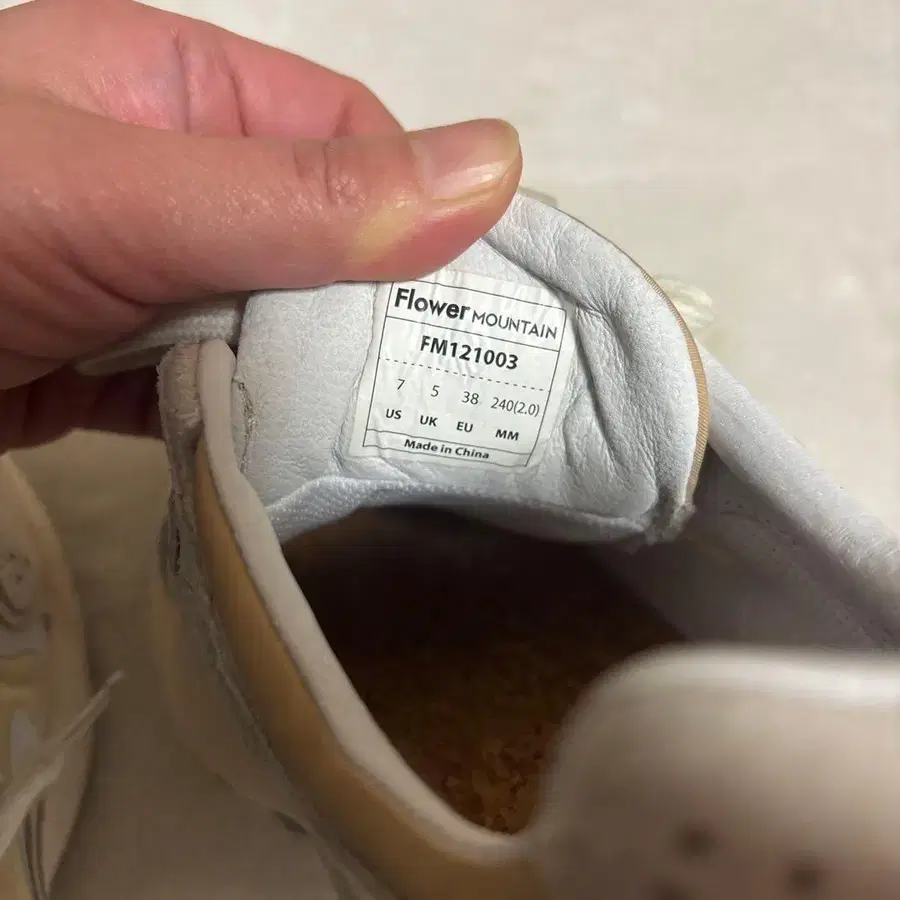 Flower MOUNTAIN
FM121003
7 5 38 240(2.0)
US UK EU MM
Made in China